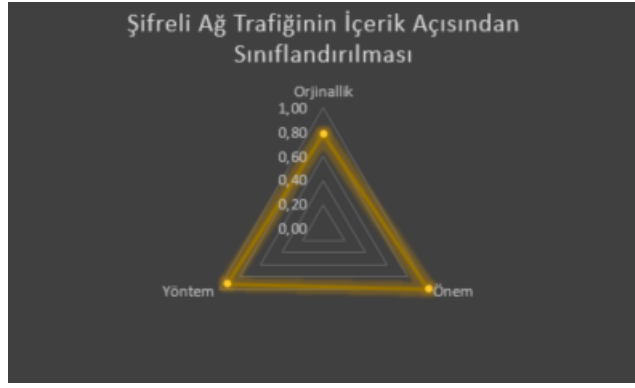 Şifreli Ağ Trafiğinin İçerik Açısından
Sınıflandırılması
Orjinallik
1,00
0,80
0,60
0,40
0,20
0,00
Yöntem
Önem